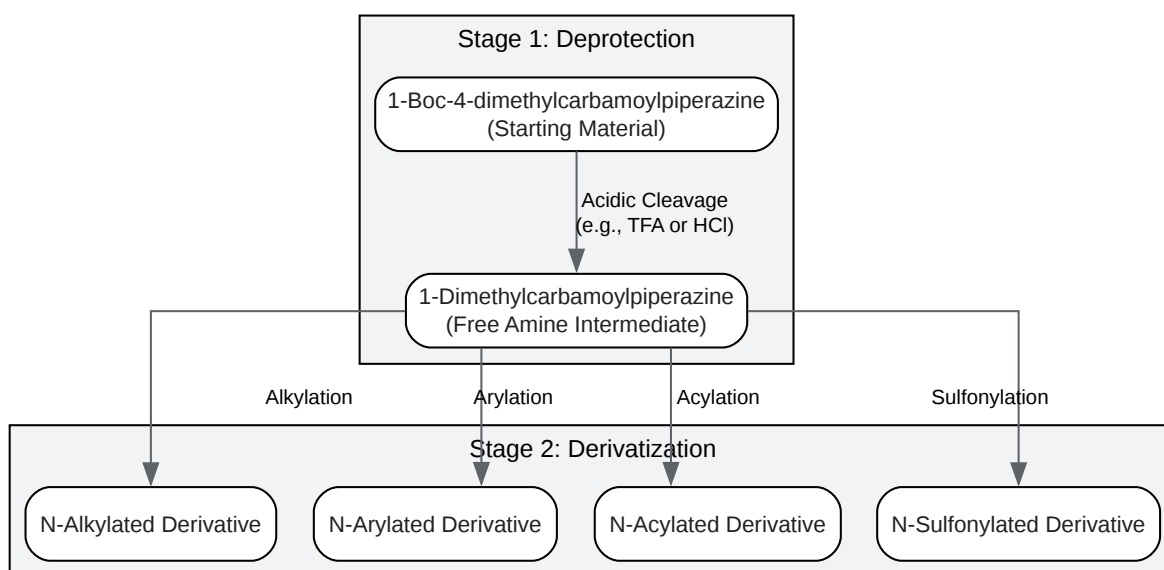 Stage 1: Deprotection
1-Boc-4-dimethylcarbamoylpiperazine
(Starting Material)
Acidic Cleavage
(e.g., TFA or HCl)
1-Dimethylcarbamoylpiperazine
(Free Amine Intermediate)
Alkylation
Arylation
Acylation
Sulfonylation
Stage 2: Derivatization
N-Alkylated Derivative
N-Arylated Derivative
N-Acylated Derivative
N-Sulfonylated Derivative